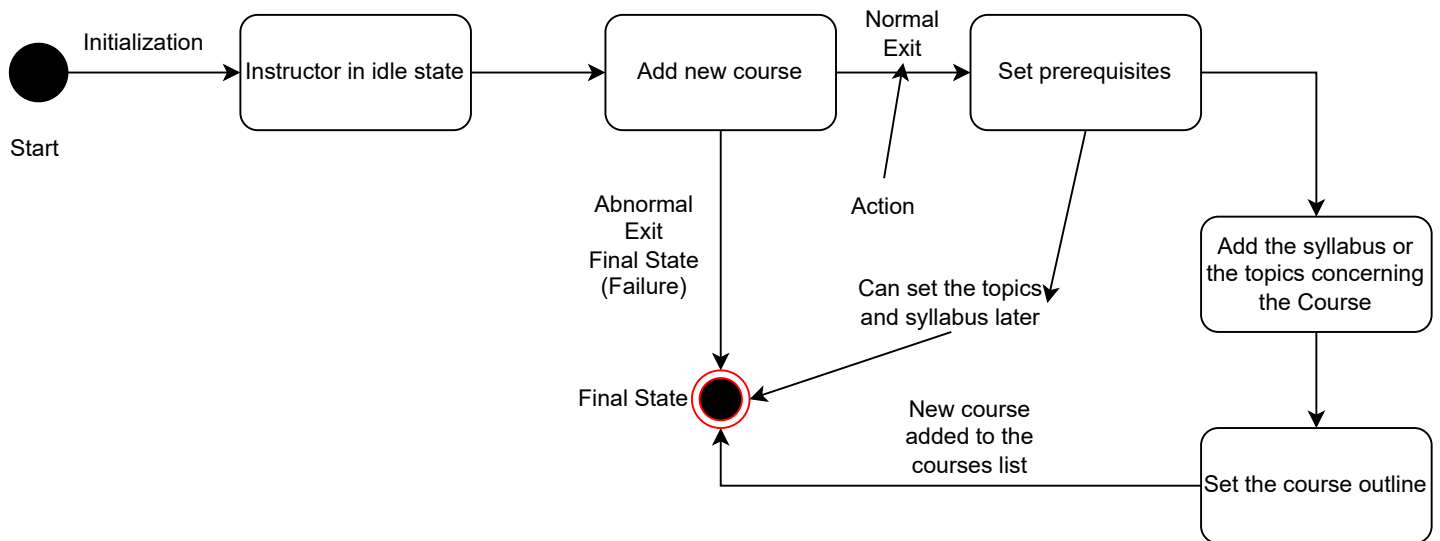 Initialization
Start
Instructor in idle state
Add new course
Normal
Exit
Set prerequisites
Action
Abnormal
Exit
Final State
(Failure)
Can set the topics
and syllabus later
Add the syllabus or
the topics concerning
the Course
Final State
New course
added to the
courses list
Set the course outline